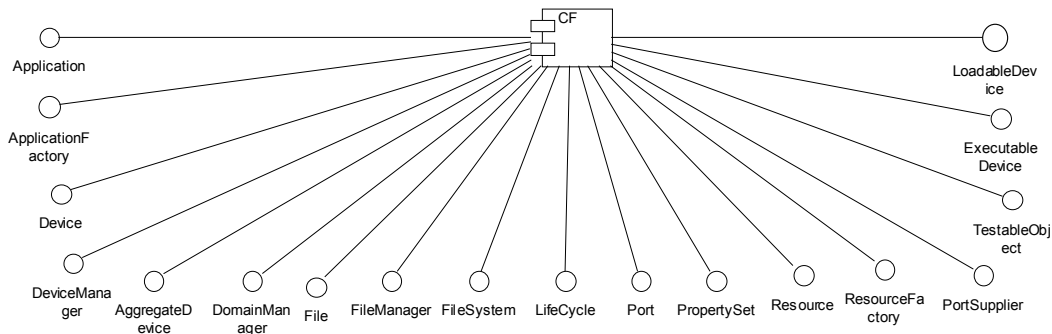 CF
Application
ApplicationF
actory
Device
DeviceMana
ger
AggregateD
evice
DomainMan
ager
File
FileManager
FileSystem
LifeCycle
Port
PropertySet
Resource
ResourceFa
ctory
PortSupplier
TestableObj
ect
Executable
Device
LoadableDev
ice